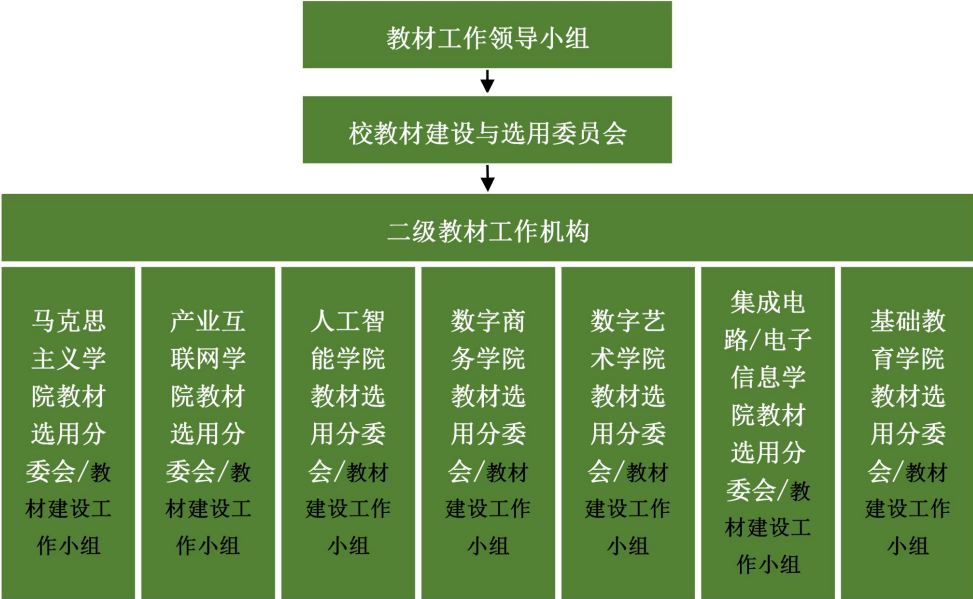 教材工作领导小组
校教材建设与选用委员会
二级教材工作机构
马克思
主义学
院教材
选用分
委会/教
材建设工
作小组
产业互
联网学
院教材
选用分
委会/教
材建设工
作小组
人工智
能学院
教材选
用分委
会/教材
建设工作
小组
数字商
务学院
教材选
用分委
会/教材
建设工作
小组
数字艺
术学院
教材选
用分委
会/教材
建设工作
小组
集成电
路/电子
信息学
院教材
选用分
委会/教
材建设工
作小组
基础教
育学院
教材选
用分委
会/教材
建设工作
小组